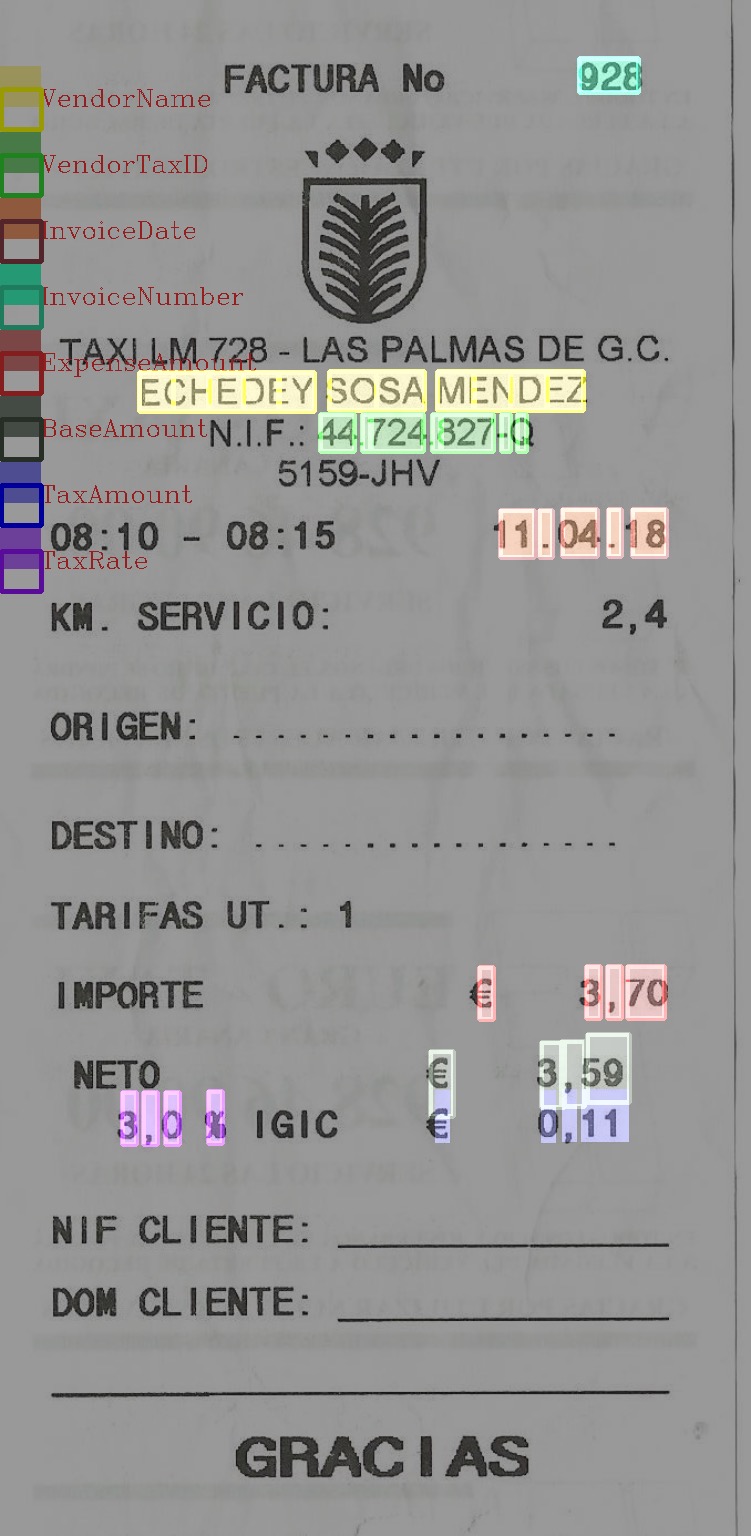 FACTURA No 928
VendorName
VendorTaxID
InvoiceDate
InvoiceNumber
TAXI LM 728 - LAS PALMAS DE G.C.
ExpenseAmount
ECHEDEY SOSA MENDEZ
BaseAmount
N.I.F.: 44.724.827-Q
5159-JHV
TaxAmount
08:10 - 08:15 11.04.18
TaxRate
KM. SERVICIO: 2,4
ORIGEN: .................
DESTINO: ................
TARIFAS UT.: 1
IMPORTE € 3,70
NETO € 3,59
3,0 % IGIC € 0,11
NIF CLIENTE:
DOM CLIENTE:
GRACIAS